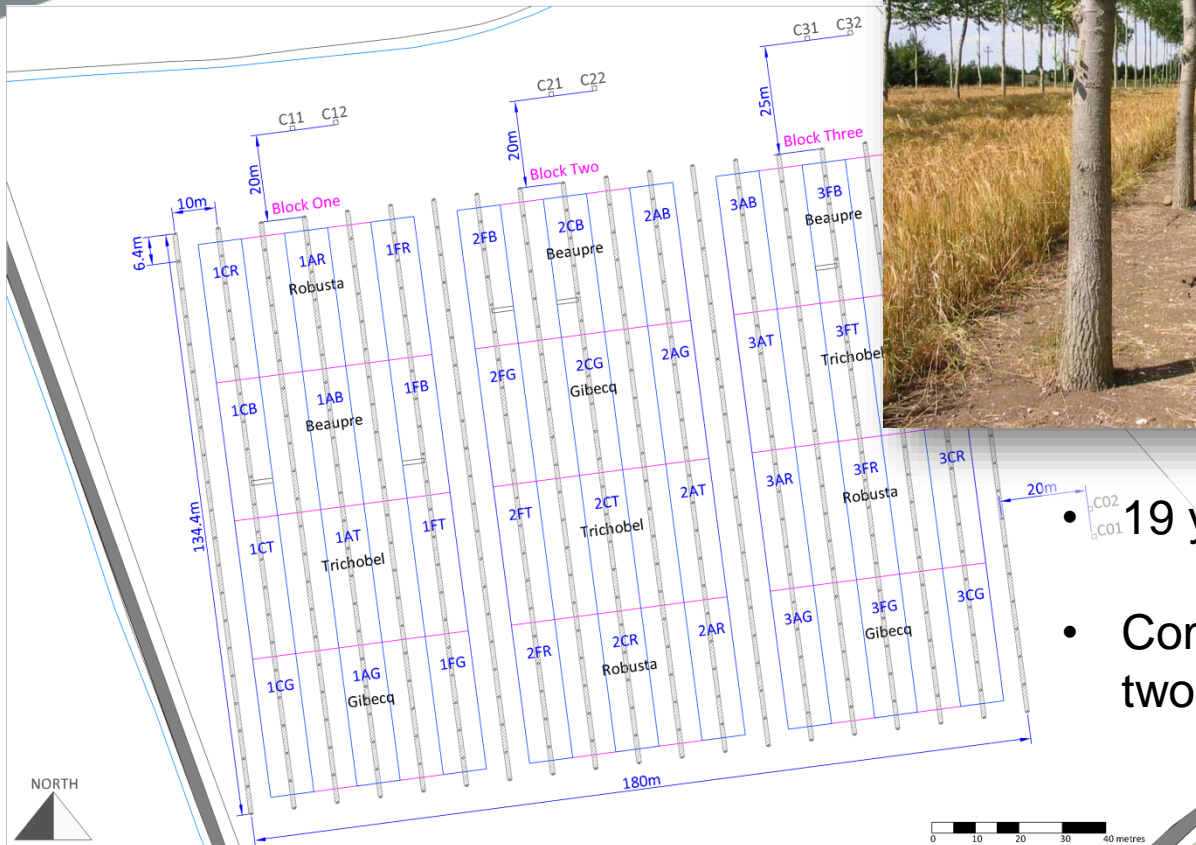 C31 C32
C21 C22
C11 C12
25m
20m
20m
Block Three
Block Two
Block One
10m
6.4m
3AB 3FB
Beaupre
2FB 2CB 2AB
Beaupre
1CR 1AR 1FR
Robusta
3AT 3FT
Trichobel
2FG 2CG 2AG
Gibecq
1CB 1AB 1FB
Beaupre
3AR 3FR 3CR
Robusta
2FT 2CT 2AT
Trichobel
1CT 1AT 1FT
Trichobel
134.4m
20m
C02
C01
• 19
3AG 3FG 3CG
Gibecq
2FR 2CR 2AR
Robusta
1CG 1AG 1FG
Gibecq
•
two
180m
NORTH
0 10 20 30 40 metres